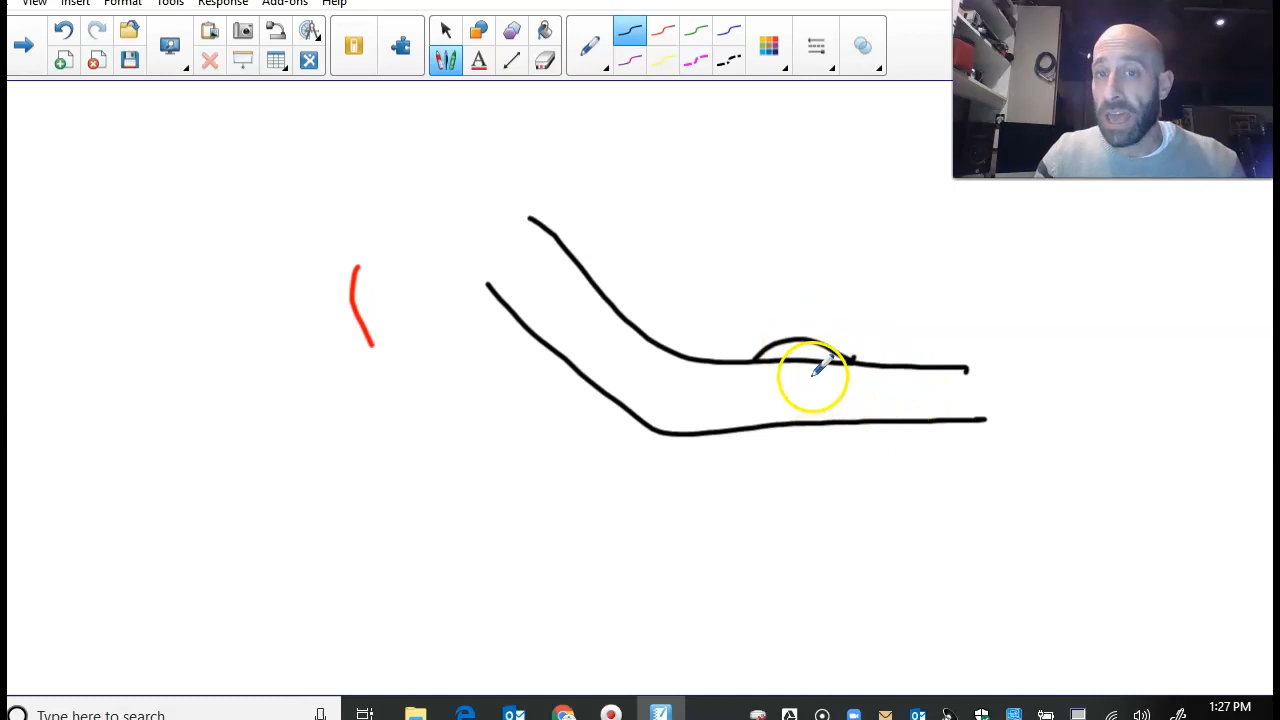 View Insert Format Tools Response Add-ons Help
A
Type here to search
1:27 PM